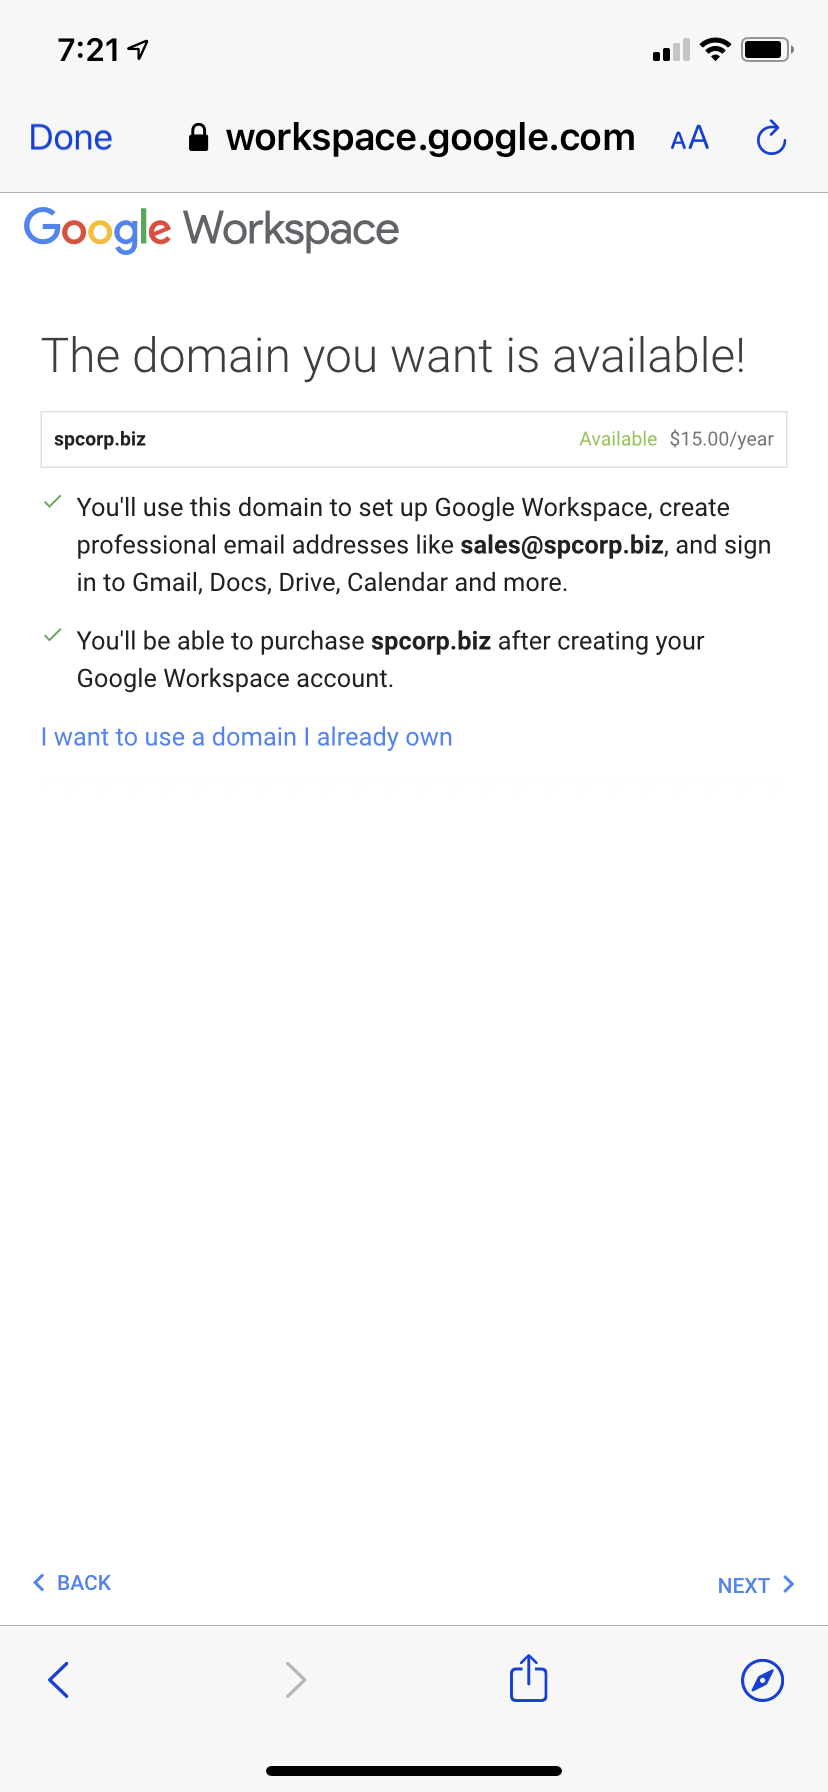 7:21
Done workspace.google.com AA
Google Workspace
The domain you want is available!
spcorp.biz Available $15.00/year
You'll use this domain to set up Google Workspace, create
professional email addresses like sales@spcorp.biz, and sign
in to Gmail, Docs, Drive, Calendar and more.
You'll be able to purchase spcorp.biz after creating your
Google Workspace account.
I want to use a domain I already own
BACK NEXT